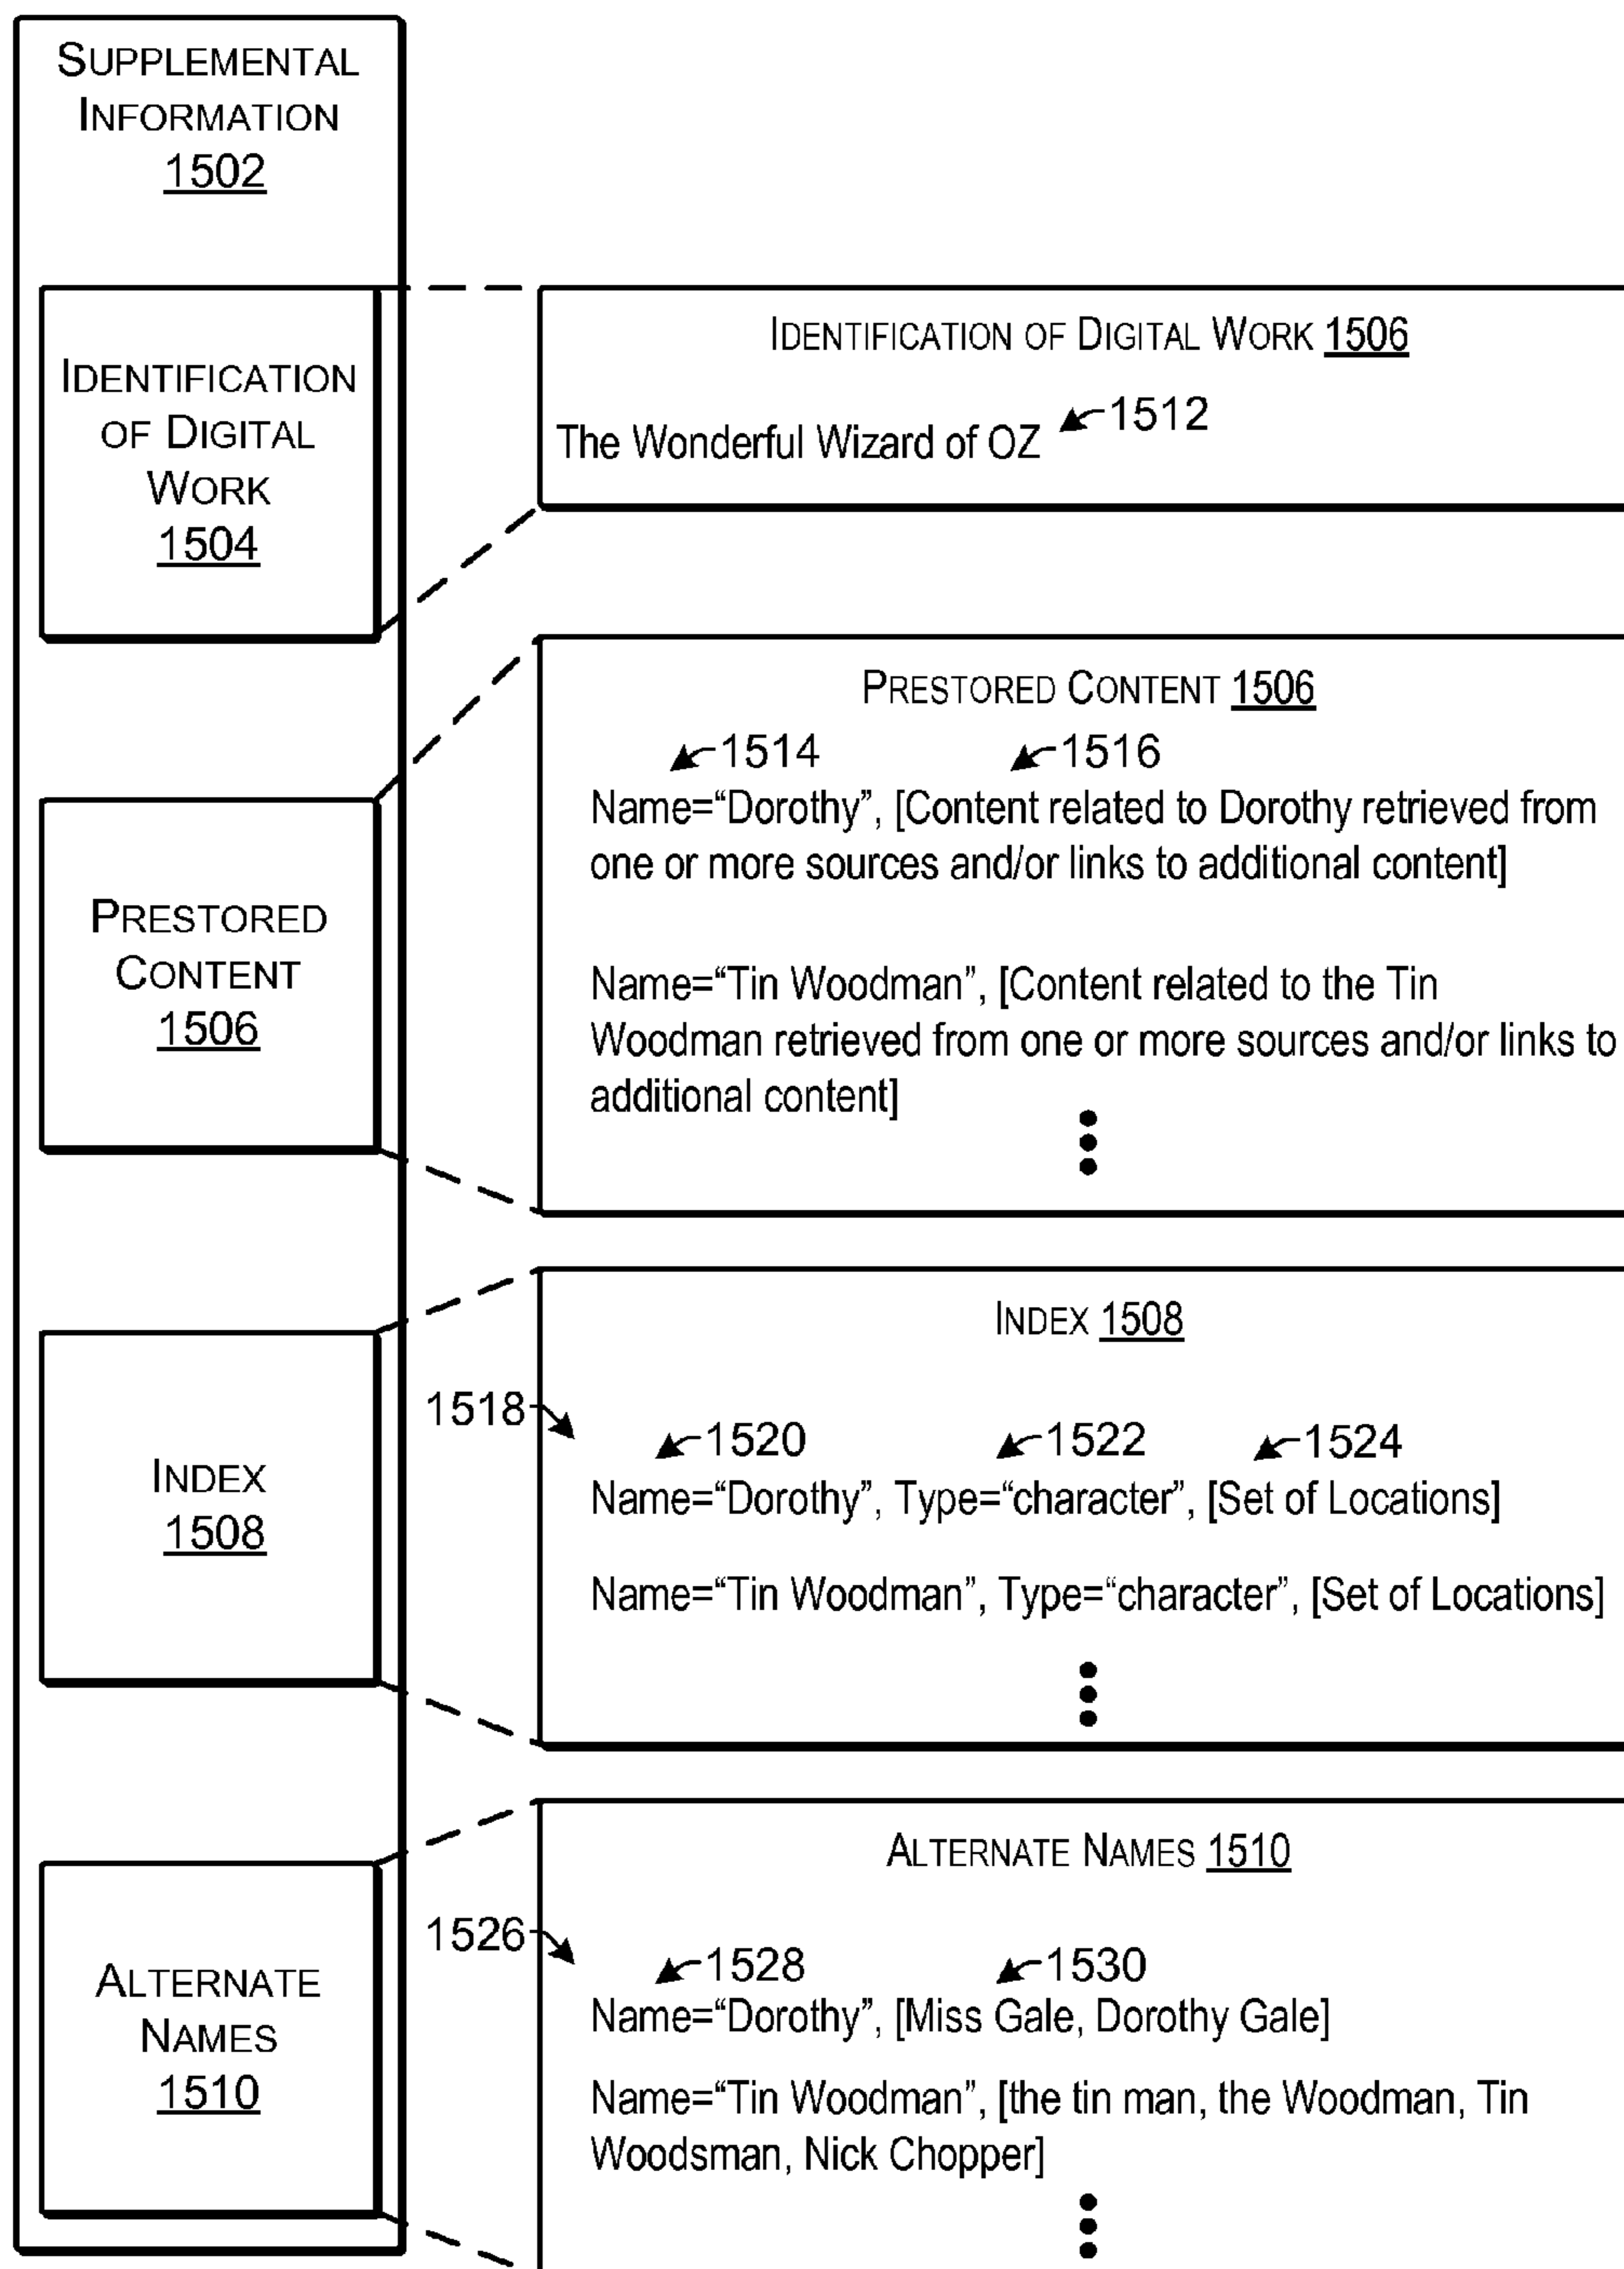 SUPPLEMENTAL
INFORMATION
1502
IDENTIFICATION
OF DIGITAL
WORK
1504
IDENTIFICATION OF DIGITAL WORK 1506
The Wonderful Wizard of OZ
1512
PRESTORED
CONTENT
1506
PRESTORED CONTENT 1506
1514 1516
Name=“Dorothy”, [Content related to Dorothy retrieved from
one or more sources and/or links to additional content]
Name=“Tin Woodman”, [Content related to the Tin
Woodman retrieved from one or more sources and/or links to
additional content]
INDEX
1508
INDEX 1508
1518
1520 1522 1524
Name=“Dorothy”, Type=“character”, [Set of Locations]
Name=“Tin Woodman”, Type=“character”, [Set of Locations]
ALTERNATE
NAMES
1510
ALTERNATE NAMES 1510
1526
1528 1530
Name=“Dorothy”, [Miss Gale, Dorothy Gale]
Name=“Tin Woodman”, [the tin man, the Woodman, Tin
Woodsman, Nick Chopper]